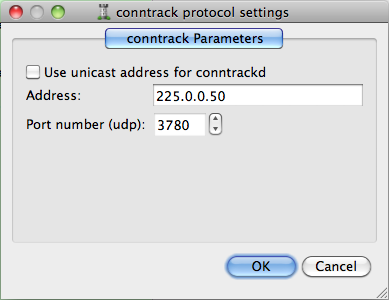 conntrack protocol settings
conntrack Parameters
Use unicast address for conntrackd
Address: 225.0.0.50
Port number (udp): 3780
OK Cancel